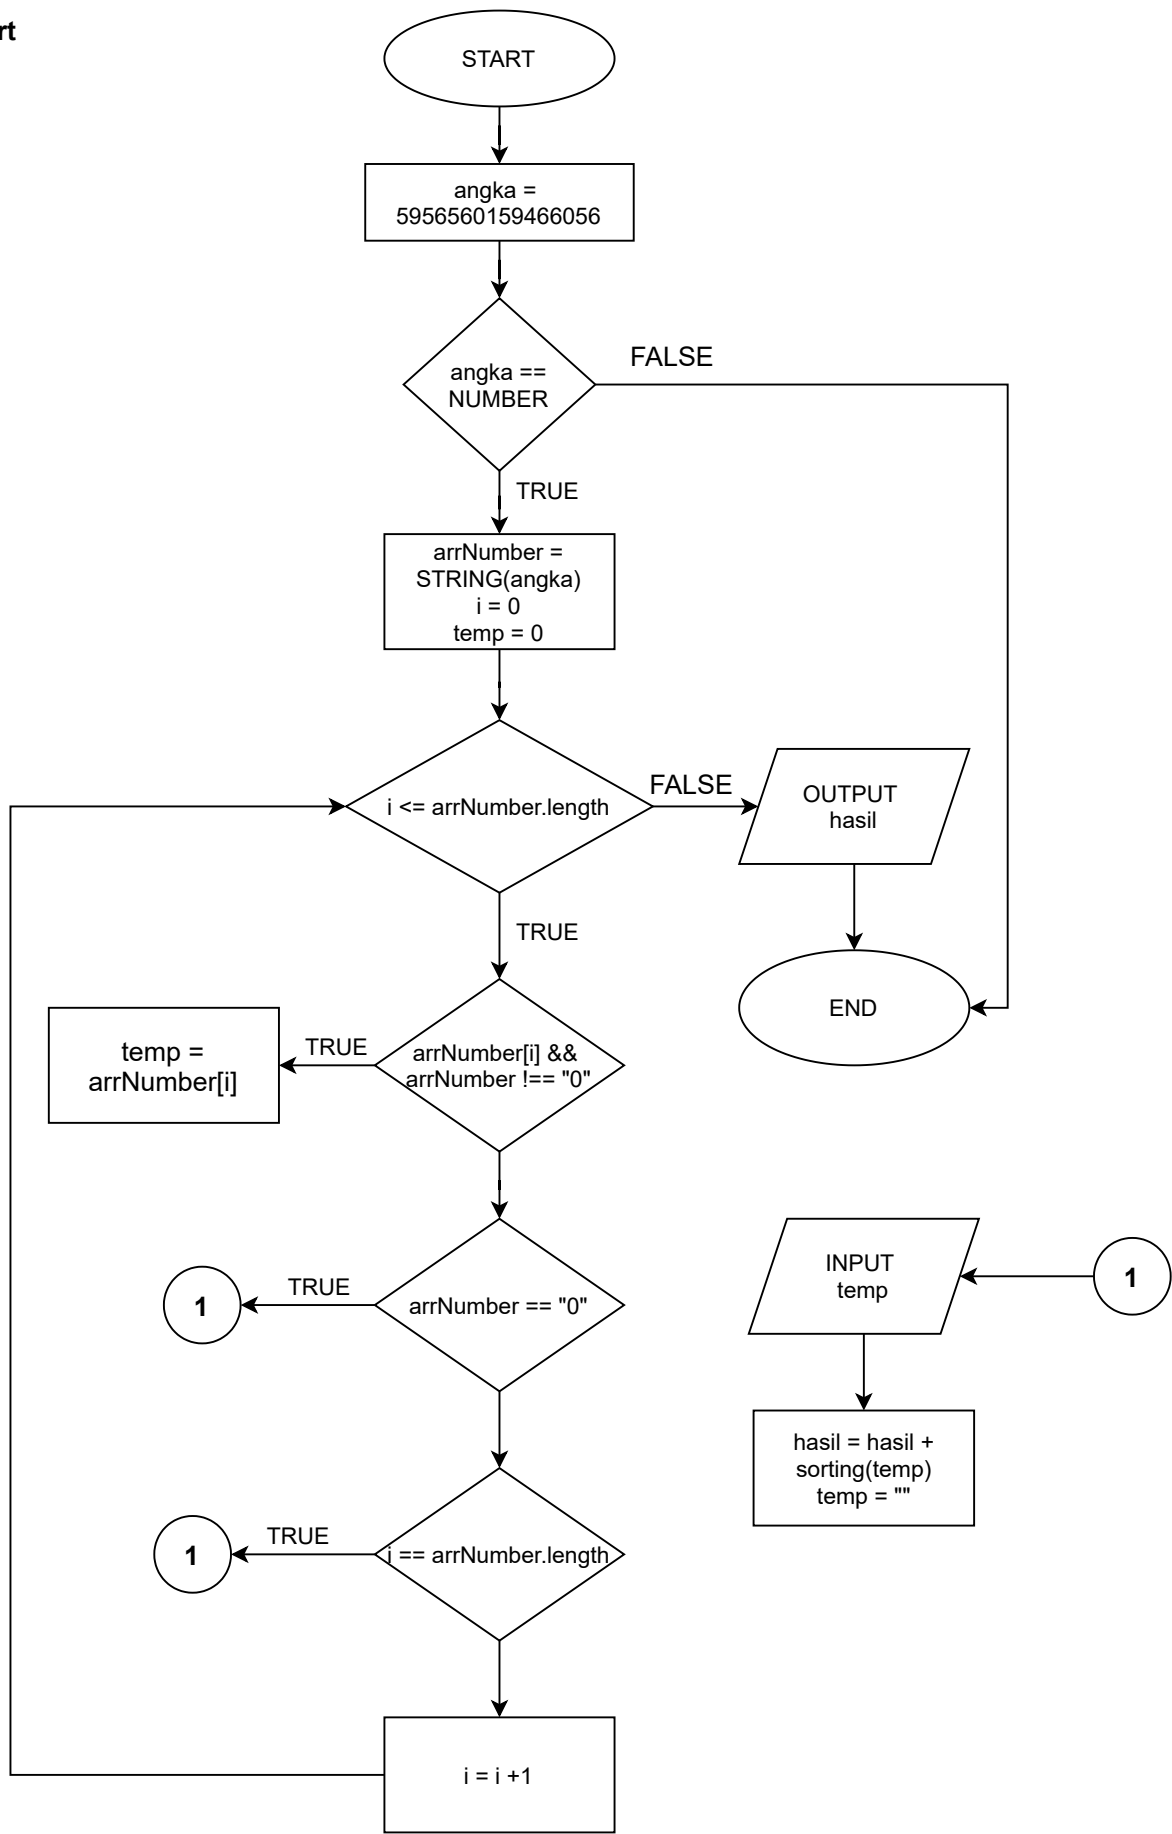 rt
START
angka =
5956560159466056
angka ==
NUMBER
FALSE
TRUE
arrNumber =
STRING(angka)
i = 0
temp = 0
i <= arrNumber.length
FALSE
OUTPUT
hasil
TRUE
END
temp =
arrNumber[i]
TRUE
arrNumber[i] &&
arrNumber !== "0"
1
TRUE
arrNumber == "0"
INPUT
temp
1
hasil = hasil +
sorting(temp)
temp = ""
1
TRUE
i == arrNumber.length
i = i +1